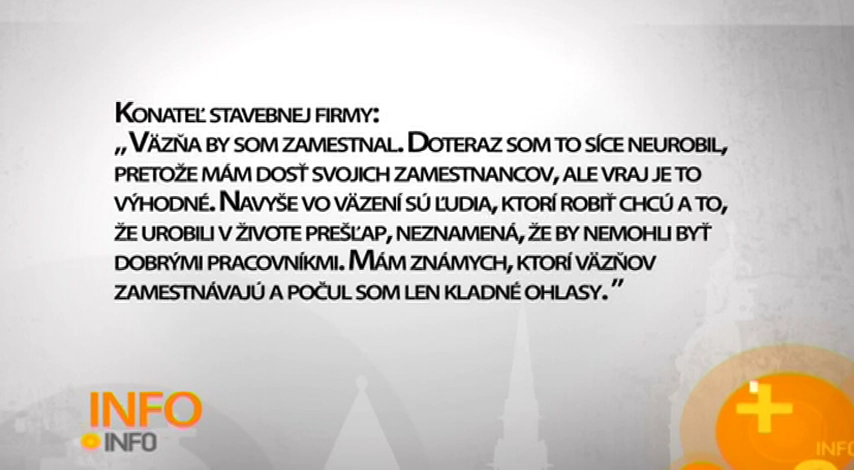 Konateľ stavebnej firmy:
„Väzňa by som zamestnal. Doteraz som to síce neurobil,
pretože mám dosť svojich zamestnancov, ale vraj je to
výhodné. Navyše vo väzení sú ľudia, ktorí robiť chcú a to,
že urobili v živote prešľap, neznamená, že by nemohli byť
dobrými pracovníkmi. Mám známych, ktorí väzňov
zamestnávajú a počul som len kladné ohlasy.”
INFO
INFO
INFO